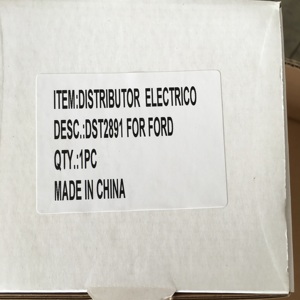 ITEM:DISTRIBUTOR ELECTRICO
DESC.:DST2891 FOR FORD
QTY.:1PC
MADE IN CHINA